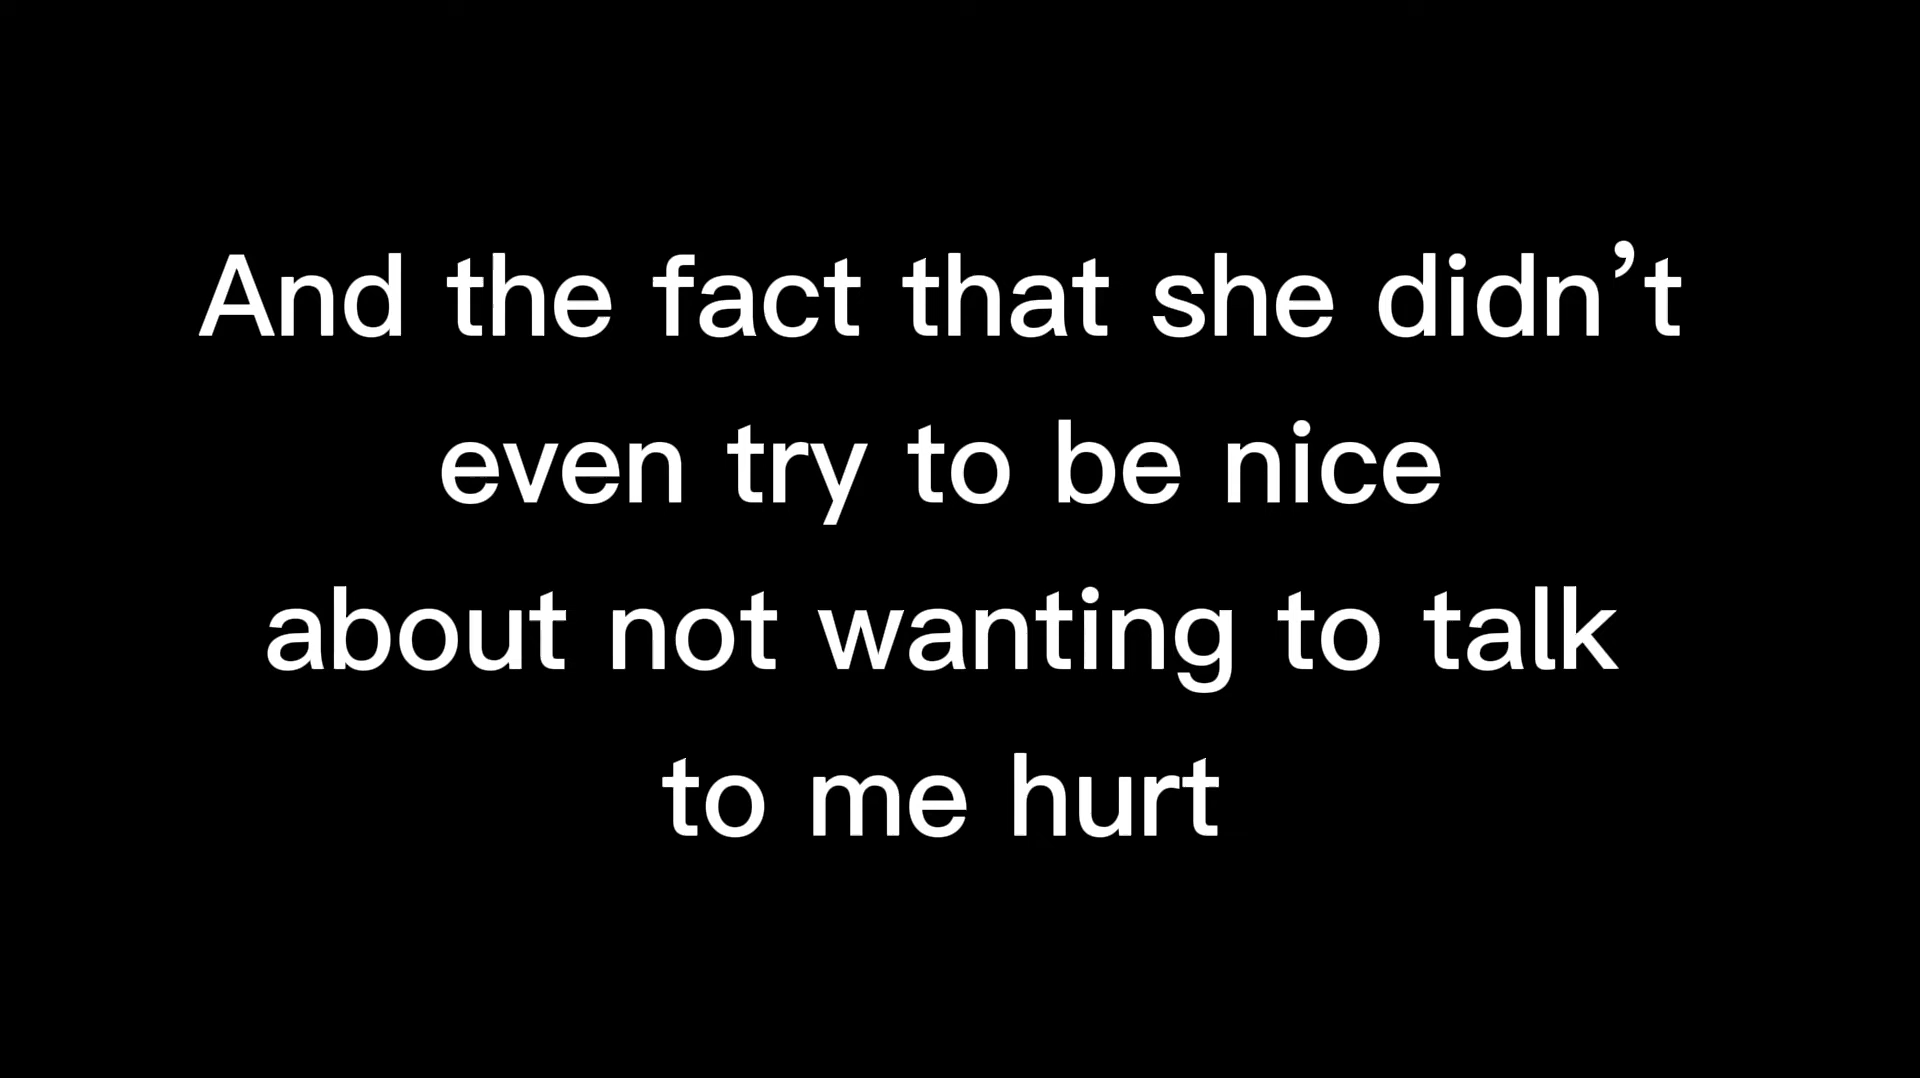 And the fact that she didn’t
even try to be nice
about not wanting to talk
to me hurt